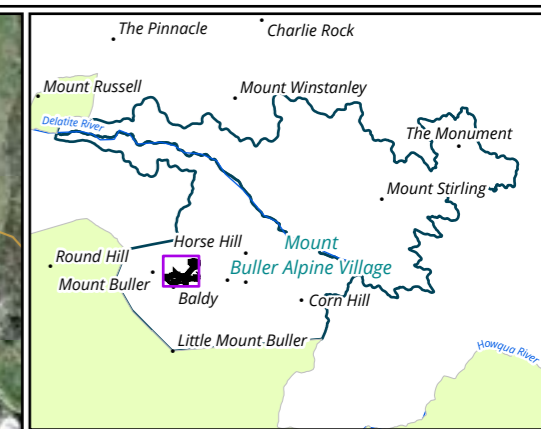 The Pinnacle
Charlie Rock
Mount Russell
Mount Winstanley
Delatite River
The Monument
Mount Stirling
Horse Hill
Mount
Buller Alpine Village
Round Hill
Mount Buller
Baldy
Corn Hill
Little Mount Buller
Howqua River